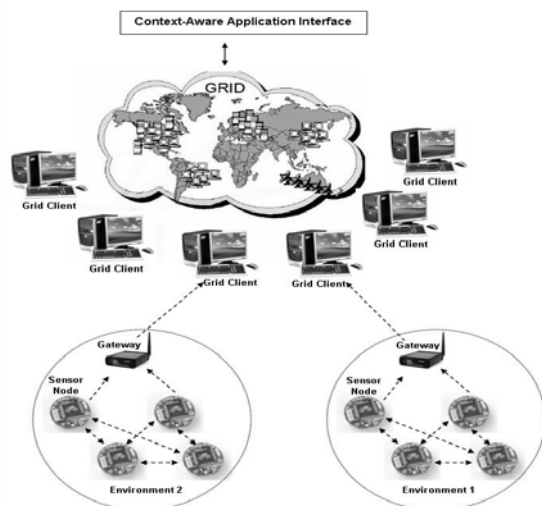 Context-Aware Application Interface
GRID
Grid Client
Grid Client
Grid Client
Grid Client
Grid Client
Grid Client
Gateway
Gateway
Sensor
Node
Sensor
Node
Environment 2
Environment 1